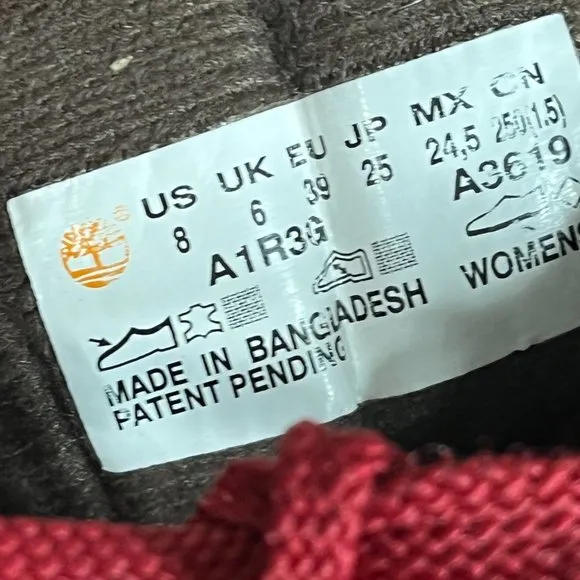 US UK EU JP MX CN
8 6 39 25 24,5 250(1.5)
A1R3G A3619
WOMENS
MADE IN BANGLADESH
PATENT PENDING